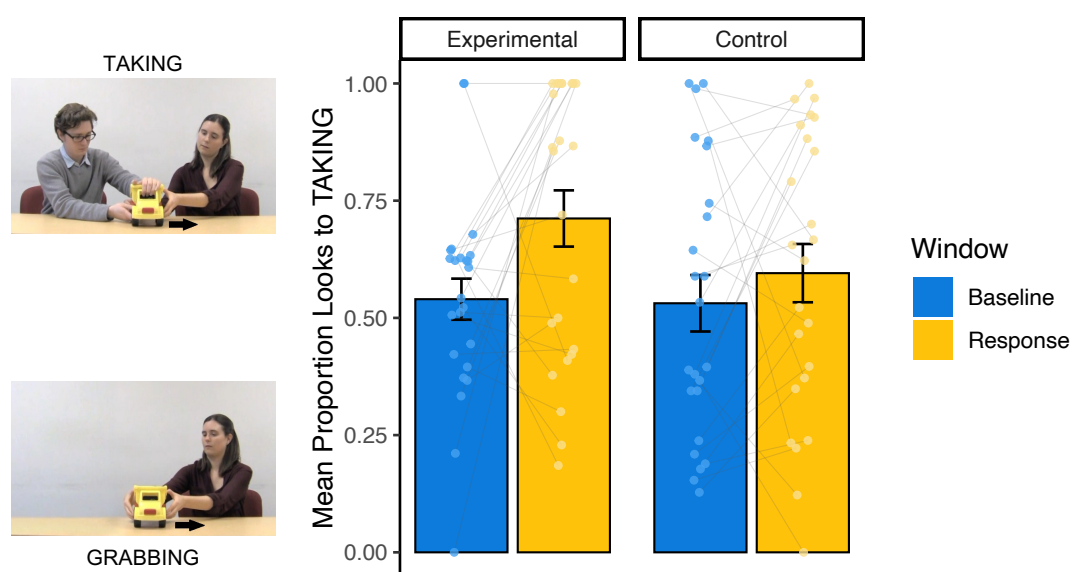 TAKING
GRABBING
Mean Proportion Looks to TAKING
1.00
0.75
0.50
0.25
0.00
Experimental
Control
Window
Baseline
Response